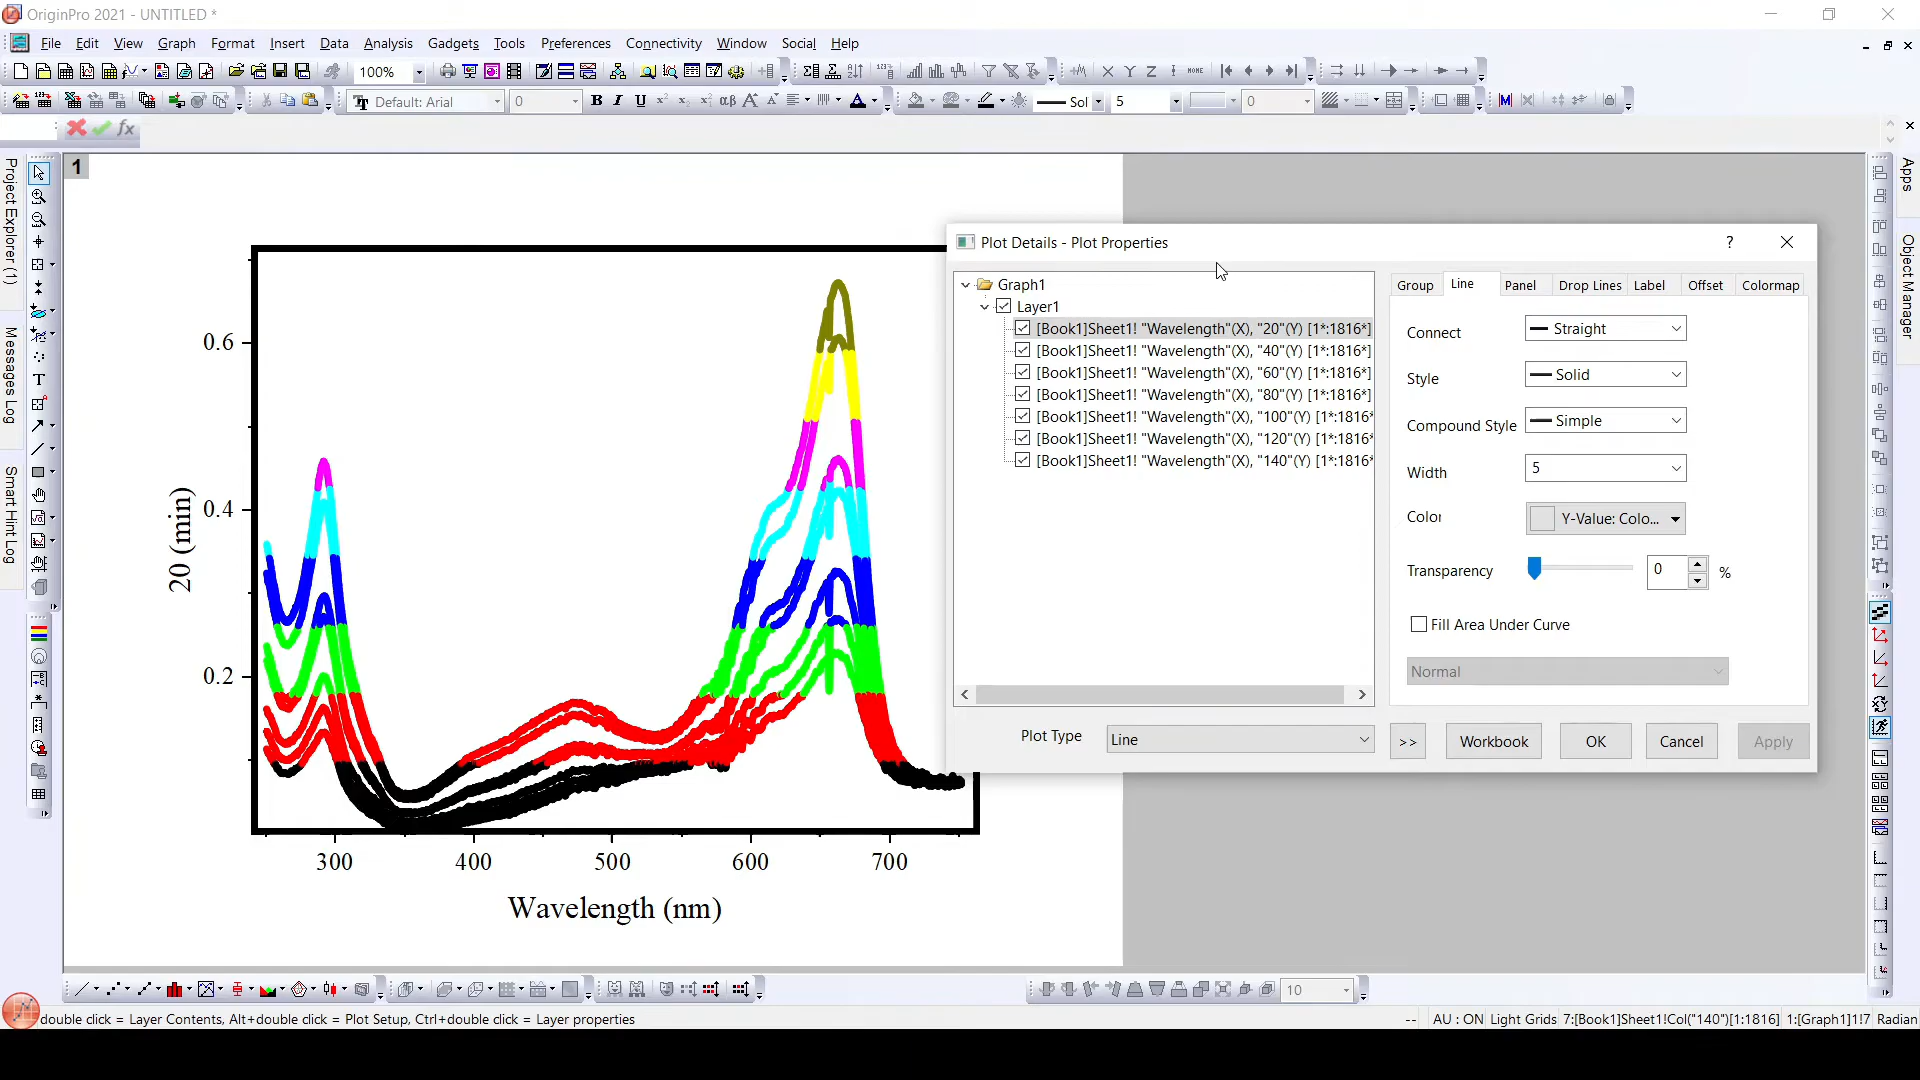 OriginPro 2021 - UNTITLED *
File Edit View Graph Format Insert Data Analysis Gadgets Tools Preferences Connectivity Window Social Help
100%
Default: Arial 0 B I U Sol 5 0
fx
1
Project Explorer (1)
Messages Log
Smart Hint Log
Apps
Object Manager
20 (min)
0.6
0.4
0.2
300 400 500 600 700
Wavelength (nm)
Plot Details - Plot Properties ?
Graph1
Layer1
[Book1]Sheet1! "Wavelength"(X), "20"(Y) [1*:1816*]
[Book1]Sheet1! "Wavelength"(X), "40"(Y) [1*:1816*]
[Book1]Sheet1! "Wavelength"(X), "60"(Y) [1*:1816*]
[Book1]Sheet1! "Wavelength"(X), "80"(Y) [1*:1816*]
[Book1]Sheet1! "Wavelength"(X), "100"(Y) [1*:1816*
[Book1]Sheet1! "Wavelength"(X), "120"(Y) [1*:1816*
[Book1]Sheet1! "Wavelength"(X), "140"(Y) [1*:1816*
Group Line Panel Drop Lines Label Offset Colormap
Connect Straight
Style Solid
Compound Style Simple
Width 5
Color Y-Value: Colo...
Transparency 0 %
Fill Area Under Curve
Normal
Plot Type Line >> Workbook OK Cancel Apply
10
double click = Layer Contents, Alt+double click = Plot Setup, Ctrl+double click = Layer properties
-- AU : ON Light Grids 7:[Book1]Sheet1!Col("140")[1:1816] 1:[Graph1]1!7 Radian